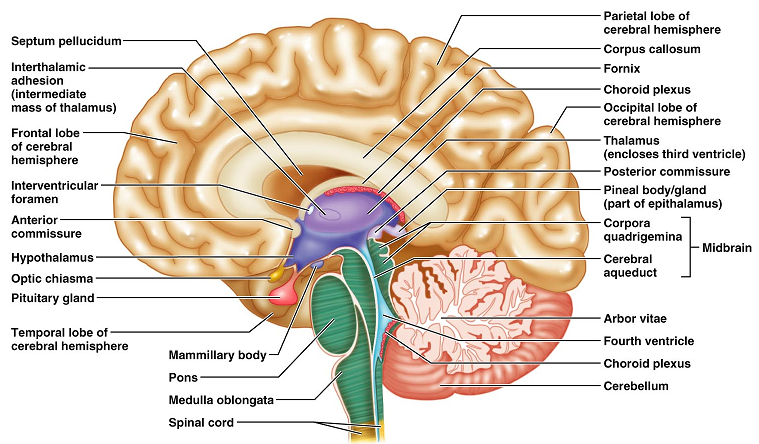 Septum pellucidum
Interthalamic
adhesion
(intermediate
mass of thalamus)
Frontal lobe
of cerebral
hemisphere
Interventricular
foramen
Anterior
commissure
Hypothalamus
Optic chiasma
Pituitary gland
Temporal lobe of
cerebral hemisphere
Mammillary body
Pons
Medulla oblongata
Spinal cord
Parietal lobe of
cerebral hemisphere
Corpus callosum
Fornix
Choroid plexus
Occipital lobe of
cerebral hemisphere
Thalamus
(encloses third ventricle)
Posterior commissure
Pineal body/gland
(part of epithalamus)
Corpora
quadrigemina
Midbrain
Cerebral
aqueduct
Arbor vitae
Fourth ventricle
Choroid plexus
Cerebellum